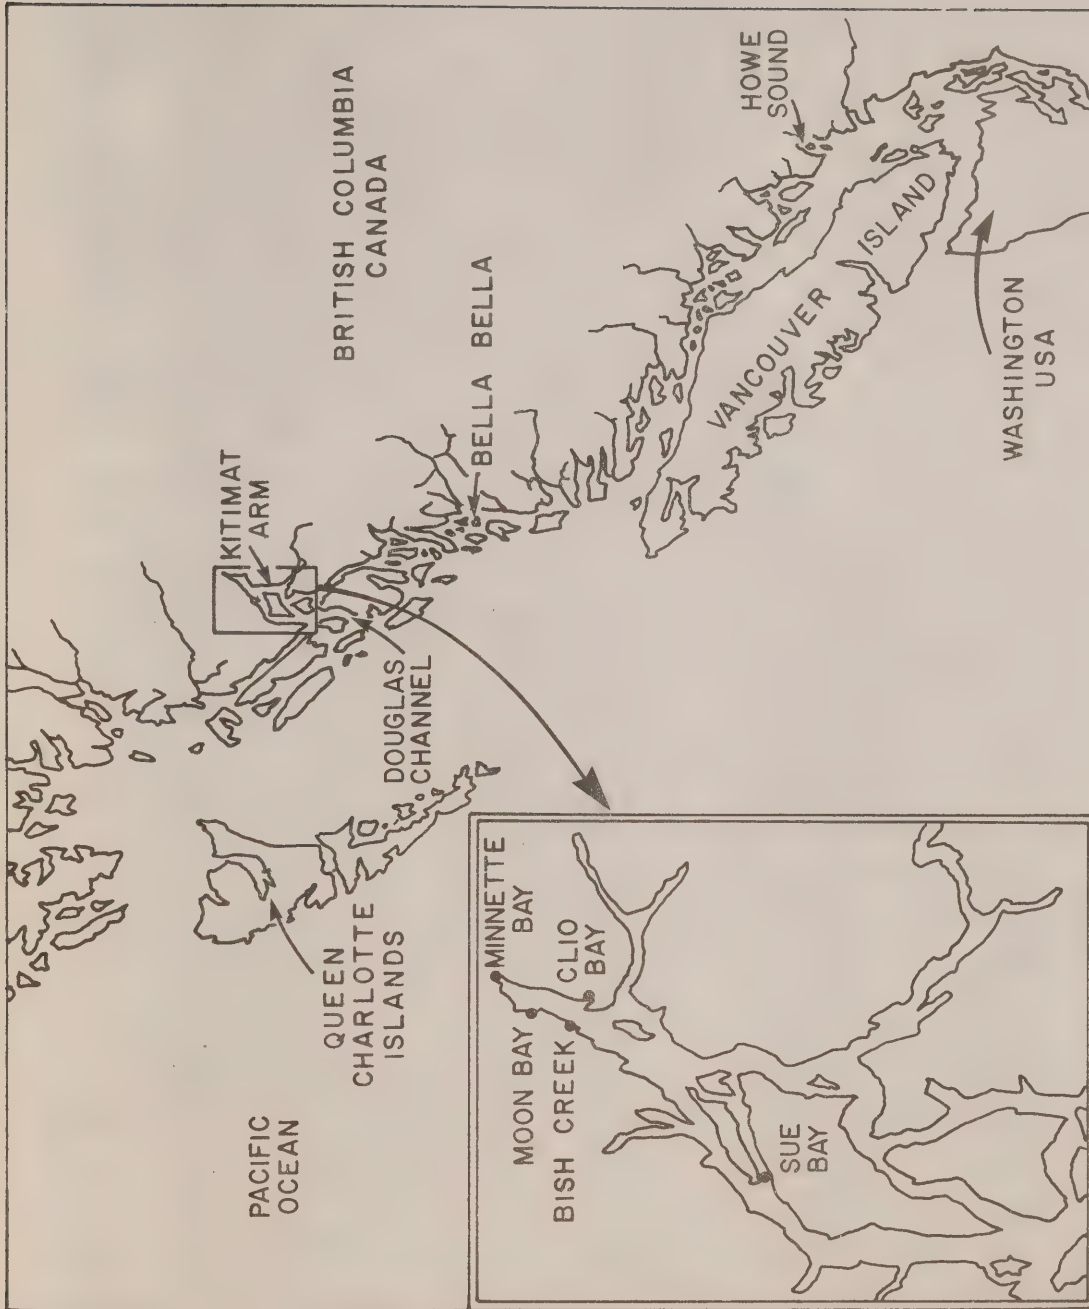 BRITISH COLUMBIA
CANADA
HOWE
SOUND
KITIMAT
ARM
BELLA BELLA
VANCOUVER
ISLAND
WASHINGTON
USA
DOUGLAS
CHANNEL
QUEEN
CHARLOTTE
ISLANDS
PACIFIC
OCEAN
MINNETTE
BAY
CLIO
BAY
MOON BAY
BISH CREEK
SUE
BAY